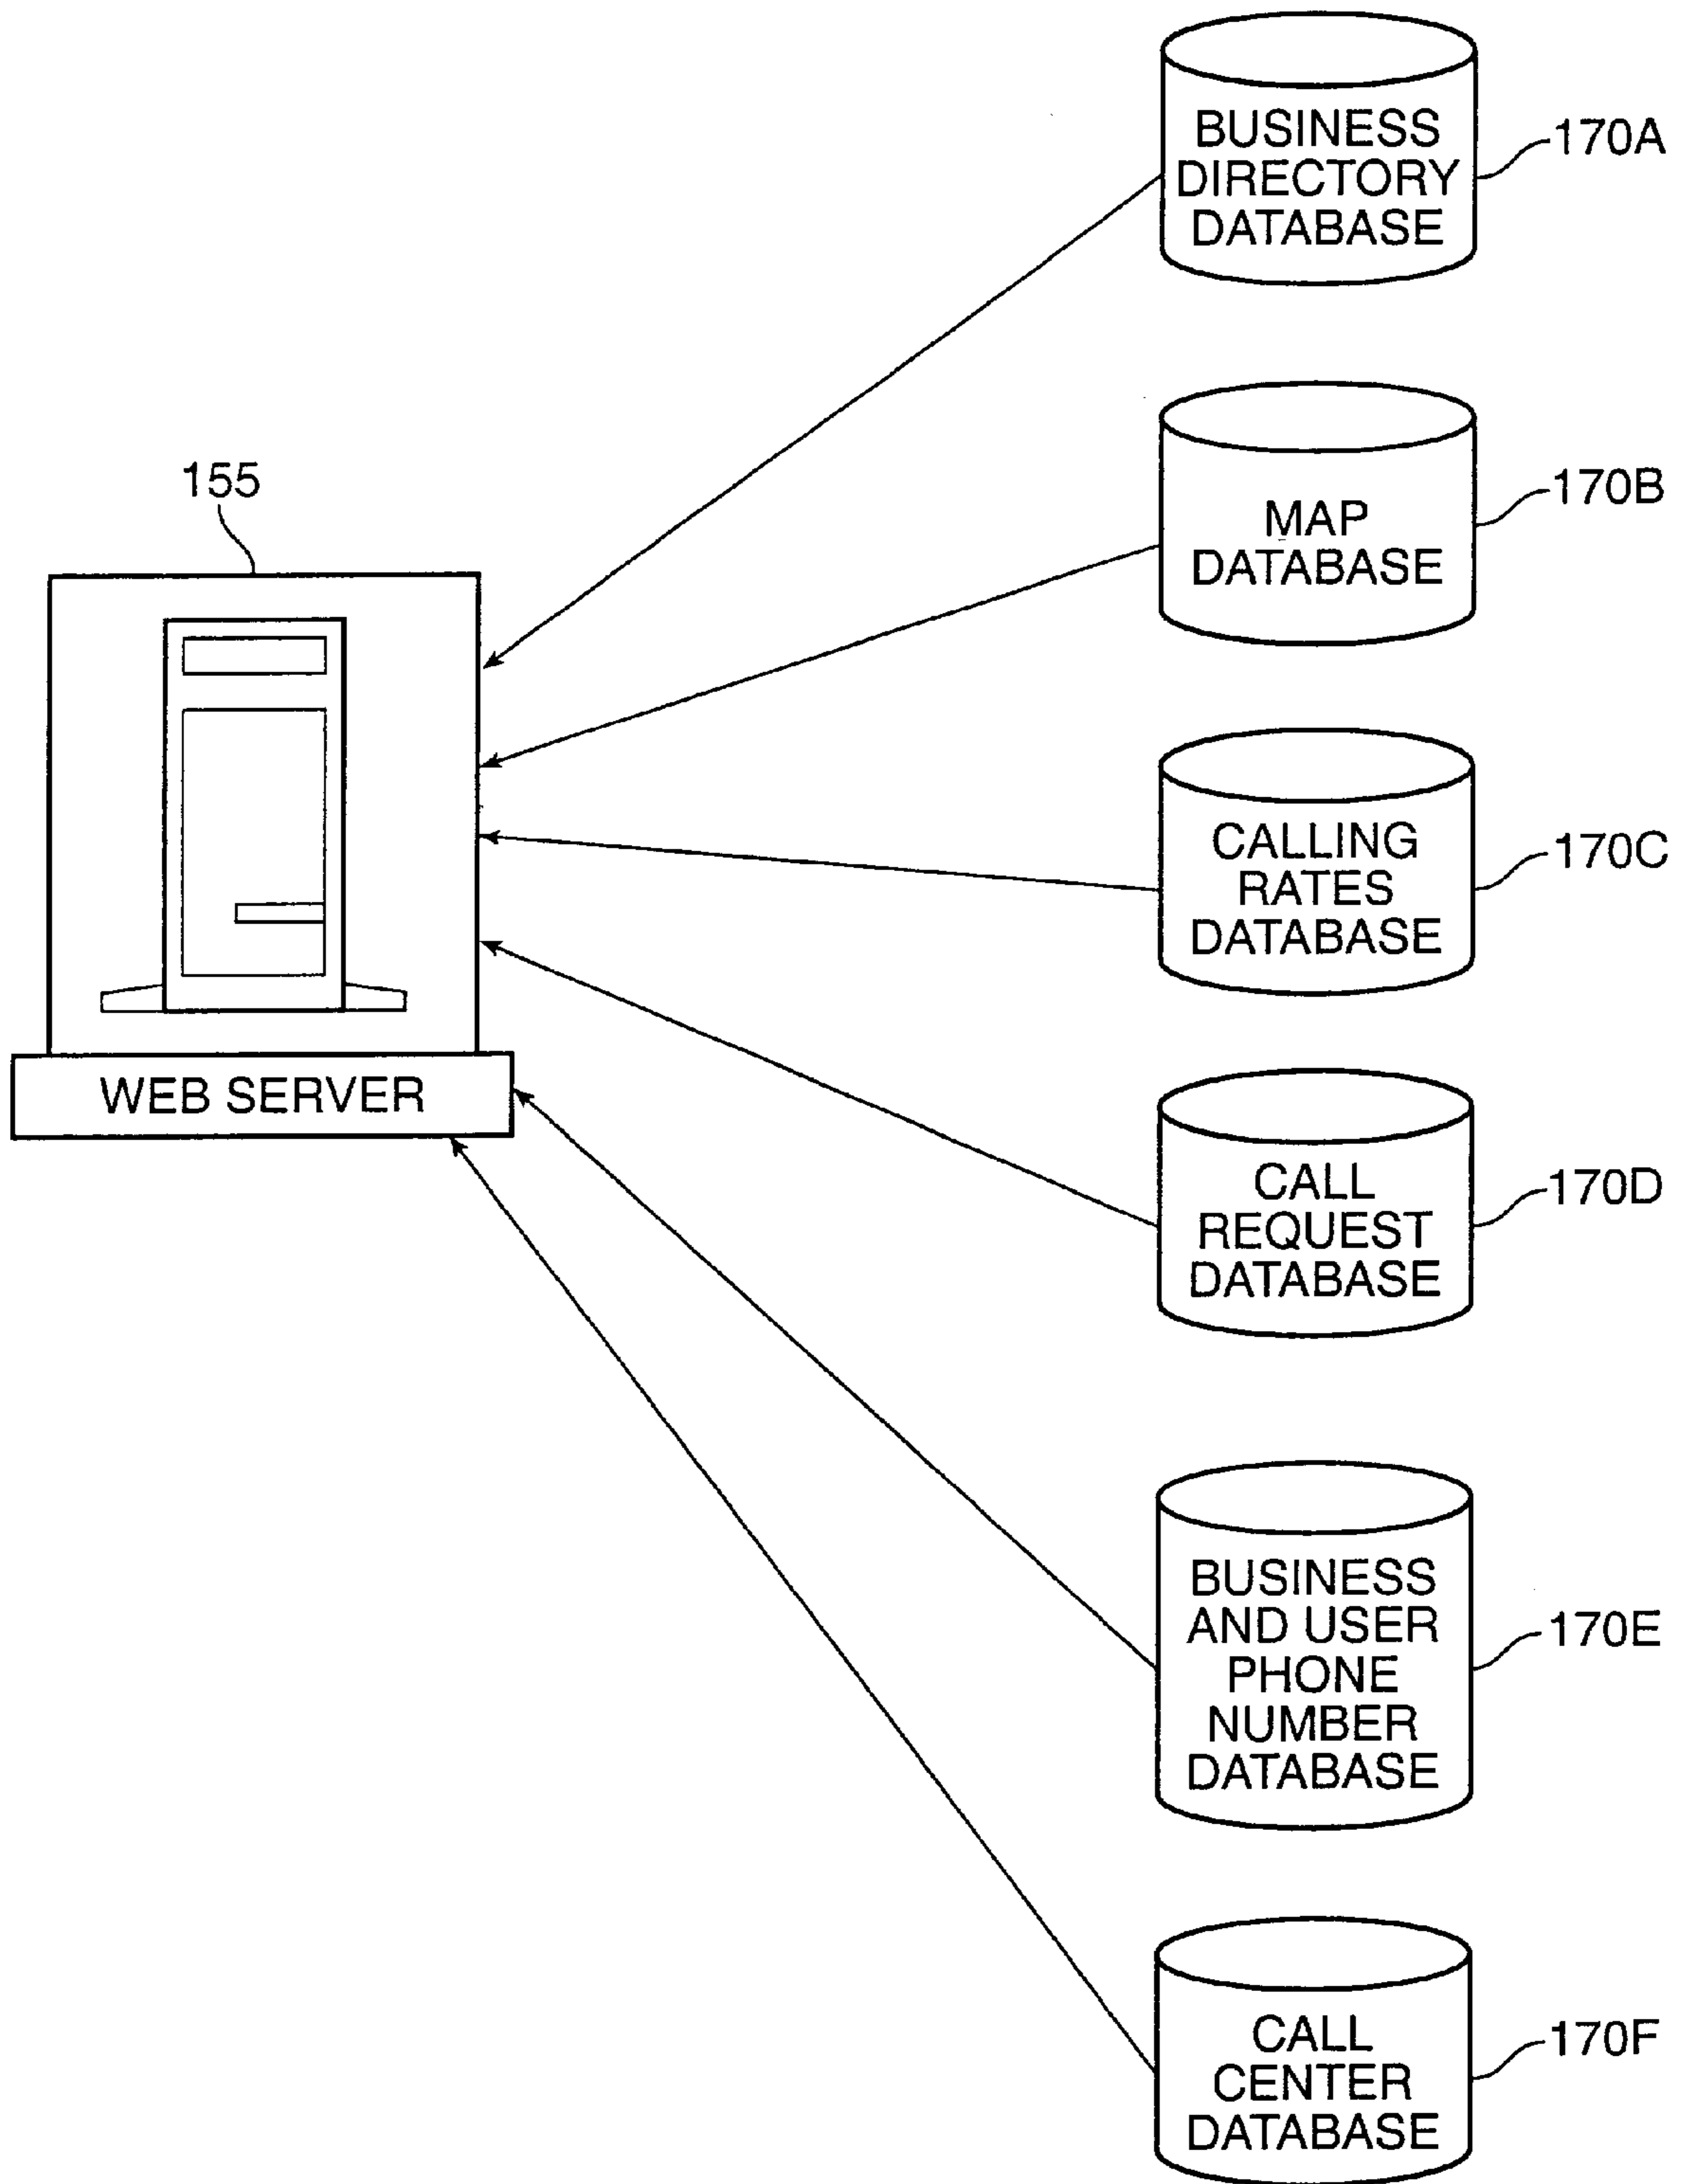 BUSINESS
DIRECTORY
DATABASE
170A
MAP
DATABASE
170B
155
CALLING
RATES
DATABASE
170C
WEB SERVER
CALL
REQUEST
DATABASE
170D
BUSINESS
AND USER
PHONE
NUMBER
DATABASE
170E
CALL
CENTER
DATABASE
170F